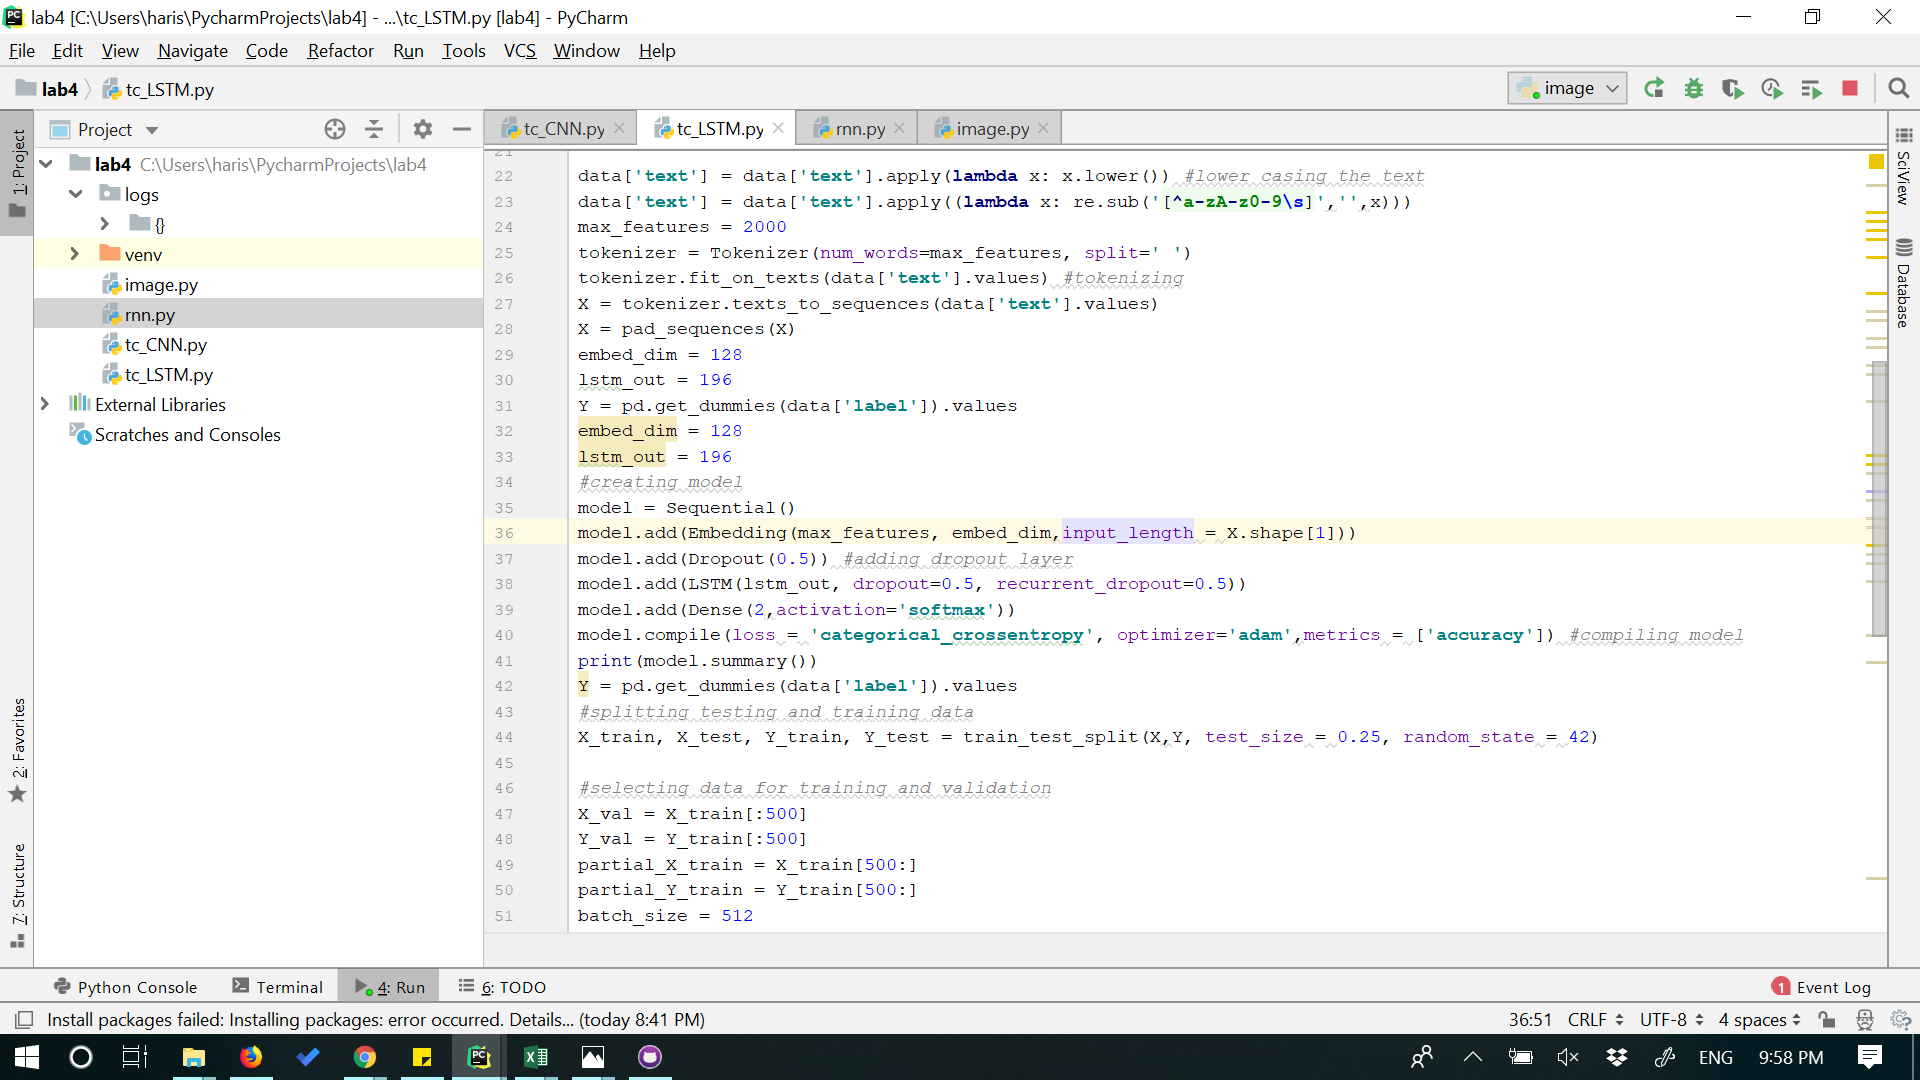 lab4 [C:\Users\haris\PycharmProjects\lab4] - ...\tc_LSTM.py [lab4] - PyCharm
File Edit View Navigate Code Refactor Run Tools VCS Window Help
lab4 tc_LSTM.py image
1: Project
Project
tc_CNN.py tc_LSTM.py rnn.py image.py
lab4 C:\Users\haris\PycharmProjects\lab4
logs
{}
venv
image.py
rnn.py
tc_CNN.py
tc_LSTM.py
External Libraries
Scratches and Consoles
21
22 data['text'] = data['text'].apply(lambda x: x.lower()) #lower casing the text
23 data['text'] = data['text'].apply((lambda x: re.sub('[^a-zA-z0-9\s]','',x)))
24 max_features = 2000
25 tokenizer = Tokenizer(num_words=max_features, split=' ')
26 tokenizer.fit_on_texts(data['text'].values) #tokenizing
27 X = tokenizer.texts_to_sequences(data['text'].values)
28 X = pad_sequences(X)
29 embed_dim = 128
30 lstm_out = 196
31 Y = pd.get_dummies(data['label']).values
32 embed_dim = 128
33 lstm_out = 196
34 #creating model
35 model = Sequential()
36 model.add(Embedding(max_features, embed_dim,input_length = X.shape[1]))
37 model.add(Dropout(0.5)) #adding dropout layer
38 model.add(LSTM(lstm_out, dropout=0.5, recurrent_dropout=0.5))
39 model.add(Dense(2,activation='softmax'))
40 model.compile(loss = 'categorical_crossentropy', optimizer='adam',metrics = ['accuracy']) #compiling model
41 print(model.summary())
42 Y = pd.get_dummies(data['label']).values
43 #splitting testing and training data
44 X_train, X_test, Y_train, Y_test = train_test_split(X,Y, test_size = 0.25, random_state = 42)
45
46 #selecting data for training and validation
47 X_val = X_train[:500]
48 Y_val = Y_train[:500]
49 partial_X_train = X_train[500:]
50 partial_Y_train = Y_train[500:]
51 batch_size = 512
SciView
Database
2: Favorites
7: Structure
Python Console Terminal 4: Run 6: TODO 1 Event Log
Install packages failed: Installing packages: error occurred. Details... (today 8:41 PM) 36:51 CRLF UTF-8 4 spaces
ENG 9:58 PM